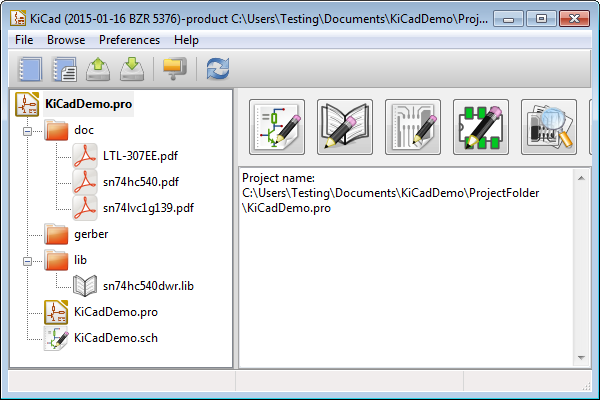 KiCad (2015-01-16 BZR 5376)-product C:\Users\Testing\Documents\KiCadDemo\Proj...
File Browse Preferences Help
KiCadDemo.pro
doc
LTL-307EE.pdf
sn74hc540.pdf
sn74lvc1g139.pdf
gerber
lib
sn74hc540dwr.lib
KiCadDemo.pro
KiCadDemo.sch
Project name:
C:\Users\Testing\Documents\KiCadDemo\ProjectFolder
\KiCadDemo.pro